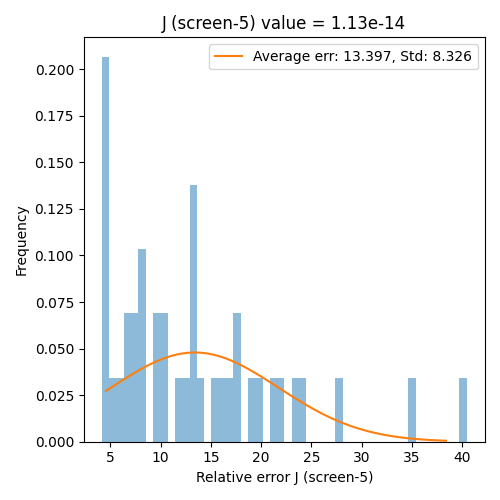 J (screen-5) value = 1.13e-14
Average err: 13.397, Std: 8.326
0.200
0.175
0.150
0.125
0.100
0.075
0.050
0.025
0.000
Frequency
5 10 15 20 25 30 35 40
Relative error J (screen-5)